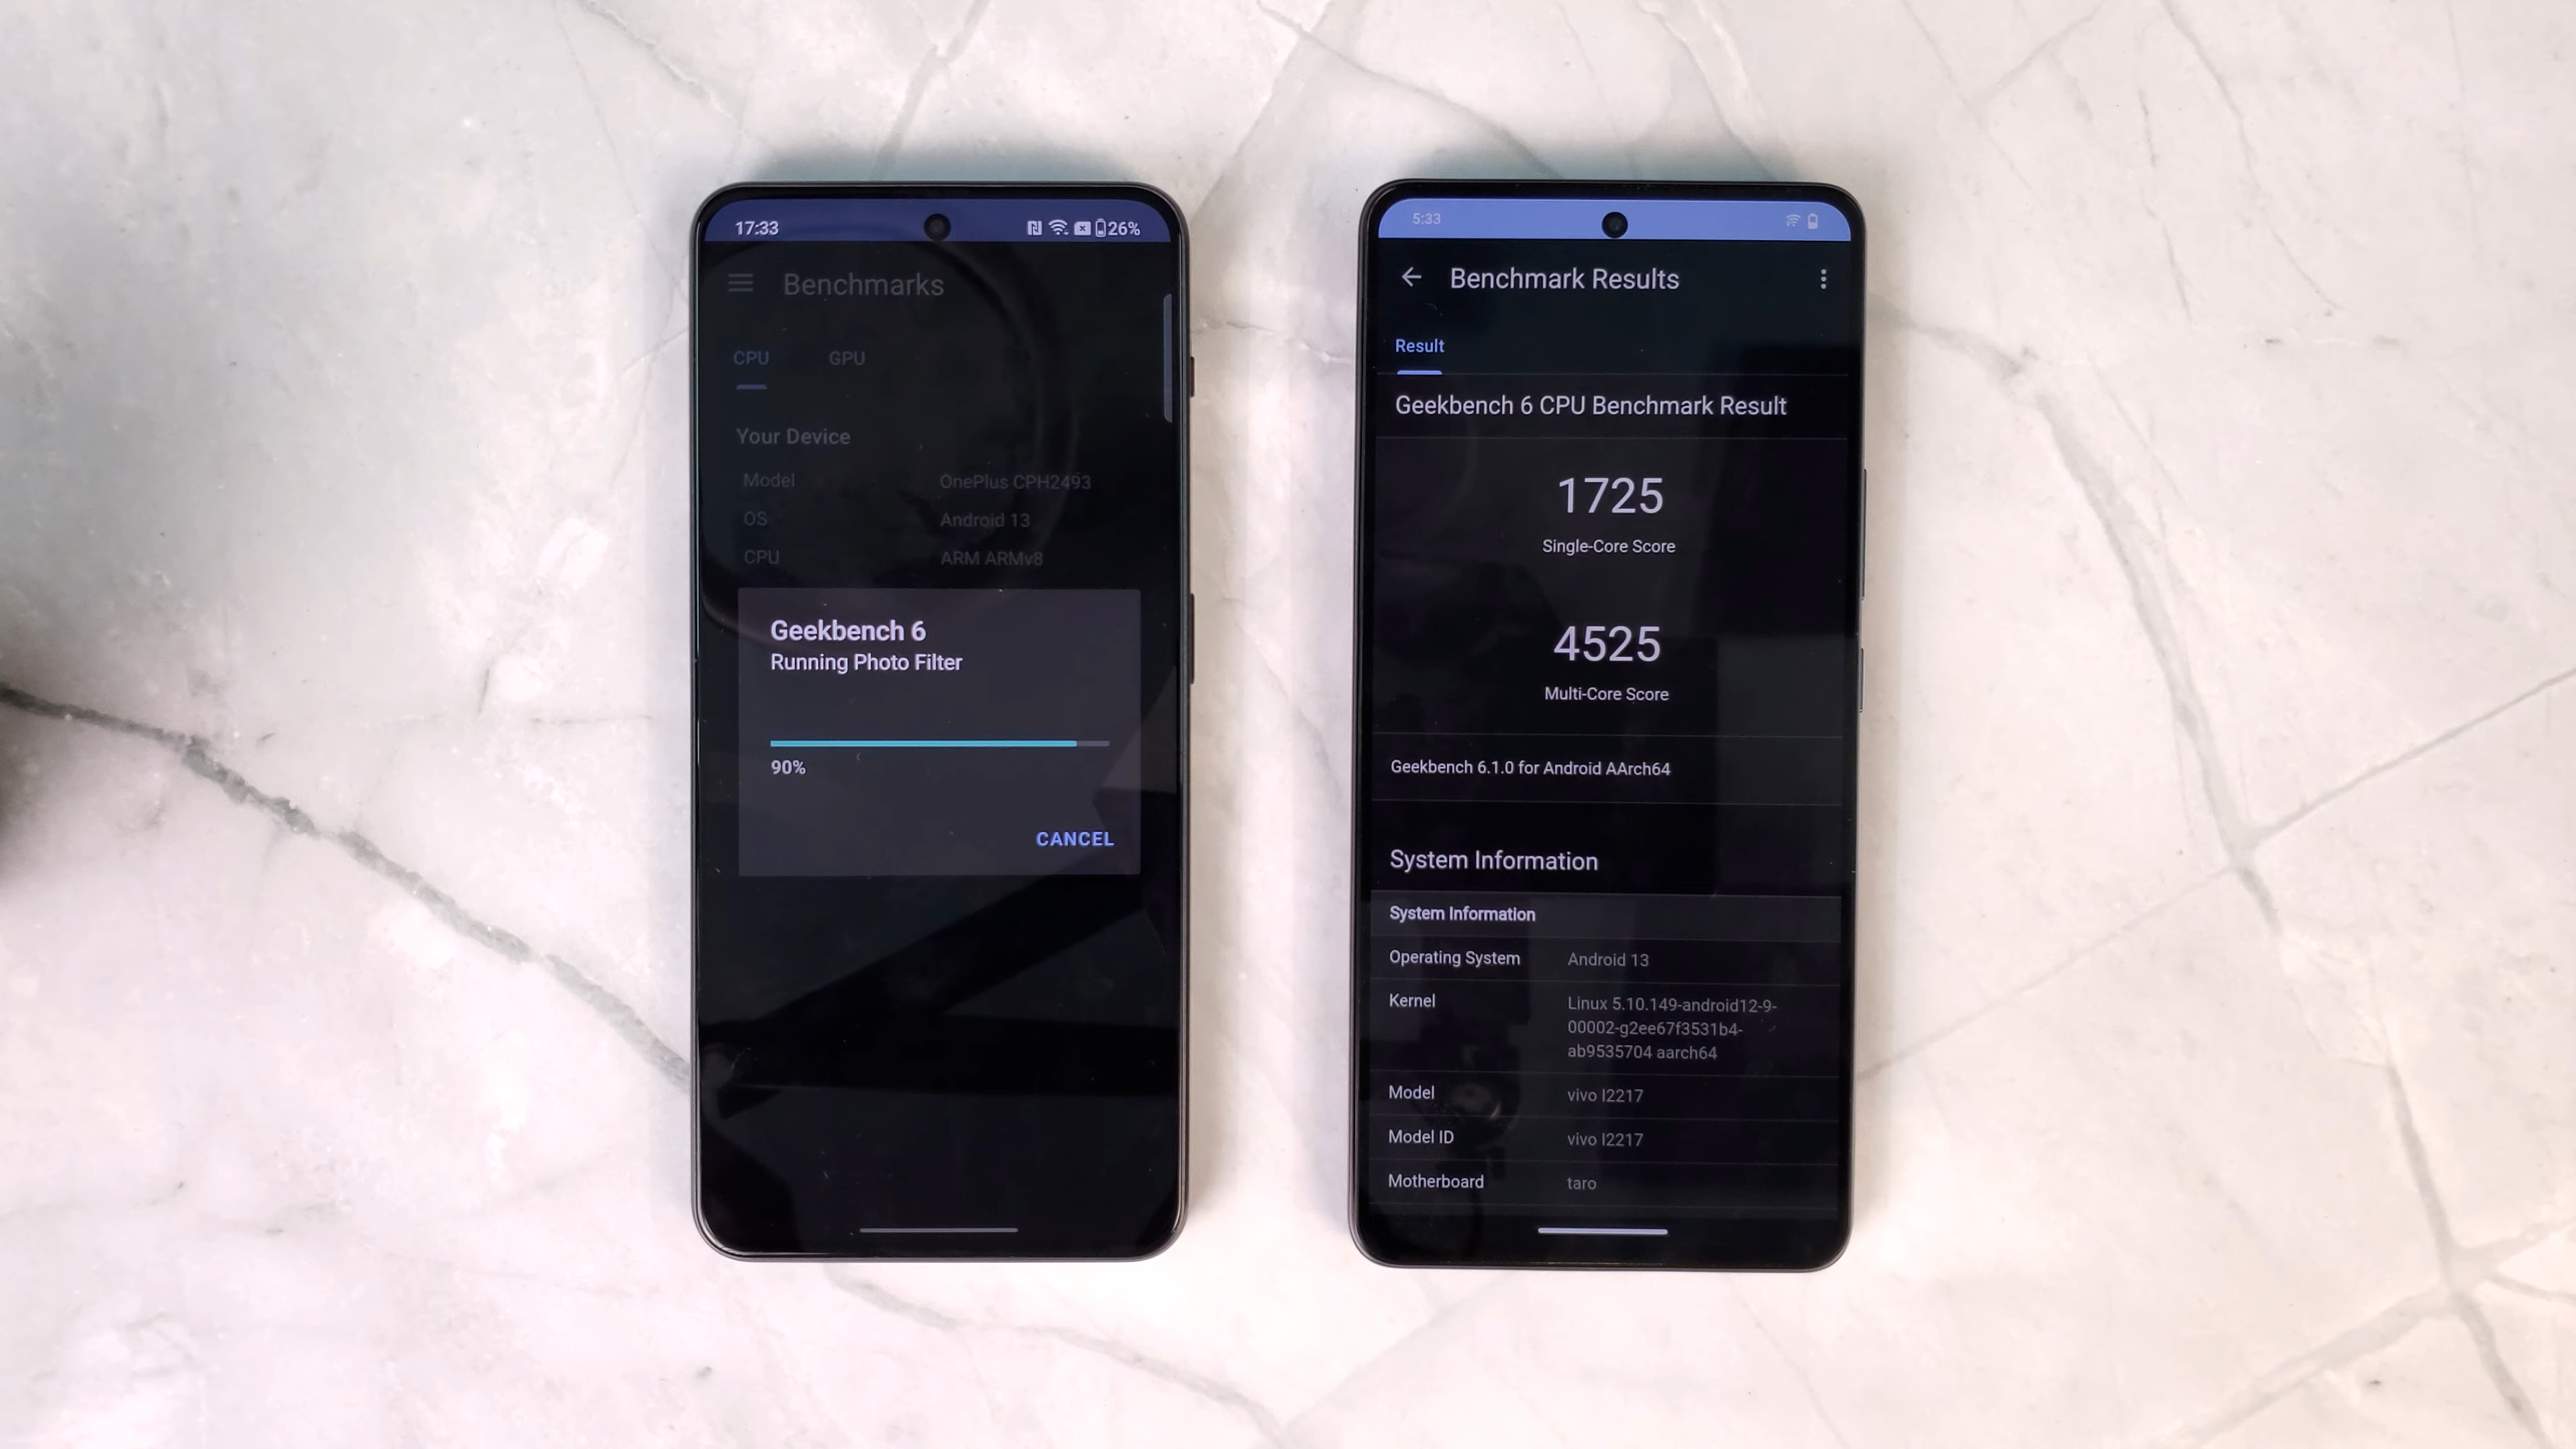 17:33
26%
Benchmarks
CPU GPU
Your Device
Model OnePlus CPH2493
OS Android 13
CPU ARM ARMv8
Geekbench 6
Running Photo Filter
90%
CANCEL
5:33
Benchmark Results
Result
Geekbench 6 CPU Benchmark Result
1725
Single-Core Score
4525
Multi-Core Score
Geekbench 6.1.0 for Android AArch64
System Information
System Information
Operating System Android 13
Kernel Linux 5.10.149-android12-9-
00002-g2ee67f3531b4-
ab9535704 aarch64
Model vivo I2217
Model ID vivo I2217
Motherboard taro